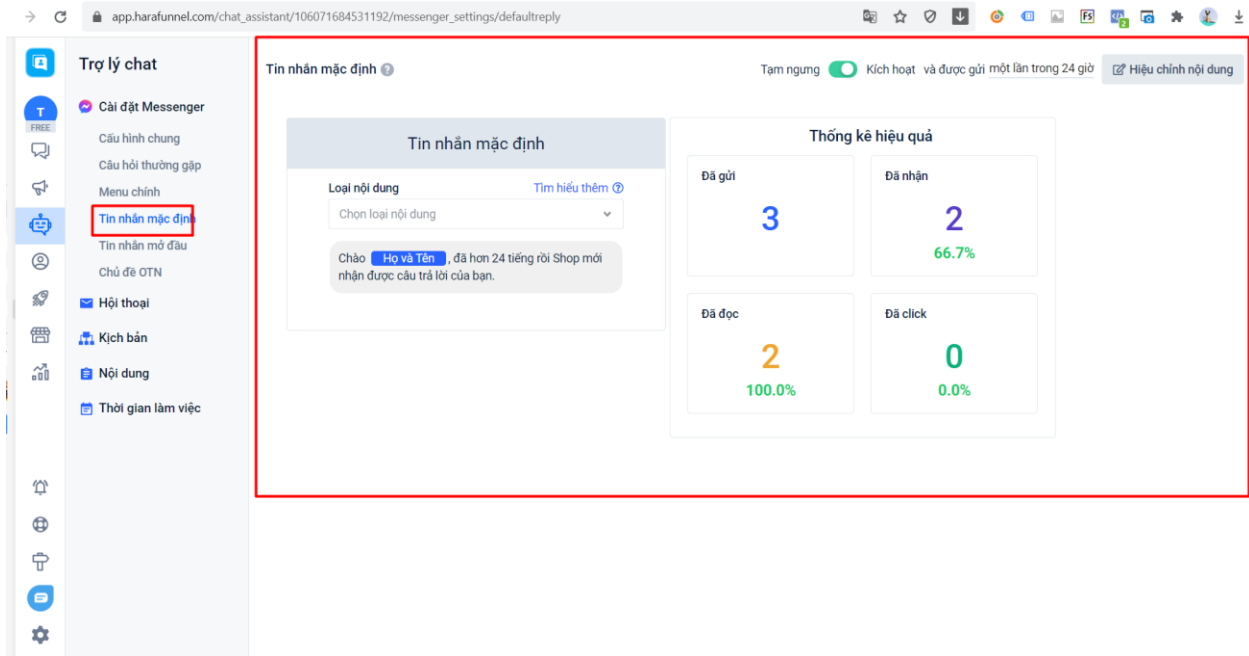 app.harafunnel.com/chat_assistant/106071684531192/messenger_settings/defaultreply
FS
2
T
FREE
Trợ lý chat
Cài đặt Messenger
Cấu hình chung
Câu hỏi thường gặp
Menu chính
Tin nhắn mặc định
Tin nhắn mở đầu
Chủ đề OTN
Hội thoại
Kịch bản
Nội dung
Thời gian làm việc
Tin nhắn mặc định
Tạm ngưng Kích hoạt và được gửi một lần trong 24 giờ Hiệu chỉnh nội dung
Tin nhắn mặc định
Loại nội dung Tìm hiểu thêm
Chọn loại nội dung
Chào Họ và Tên , đã hơn 24 tiếng rồi Shop mới
nhận được câu trả lời của bạn.
Thống kê hiệu quả
Đã gửi
3
Đã nhận
2
66.7%
Đã đọc
2
100.0%
Đã click
0
0.0%